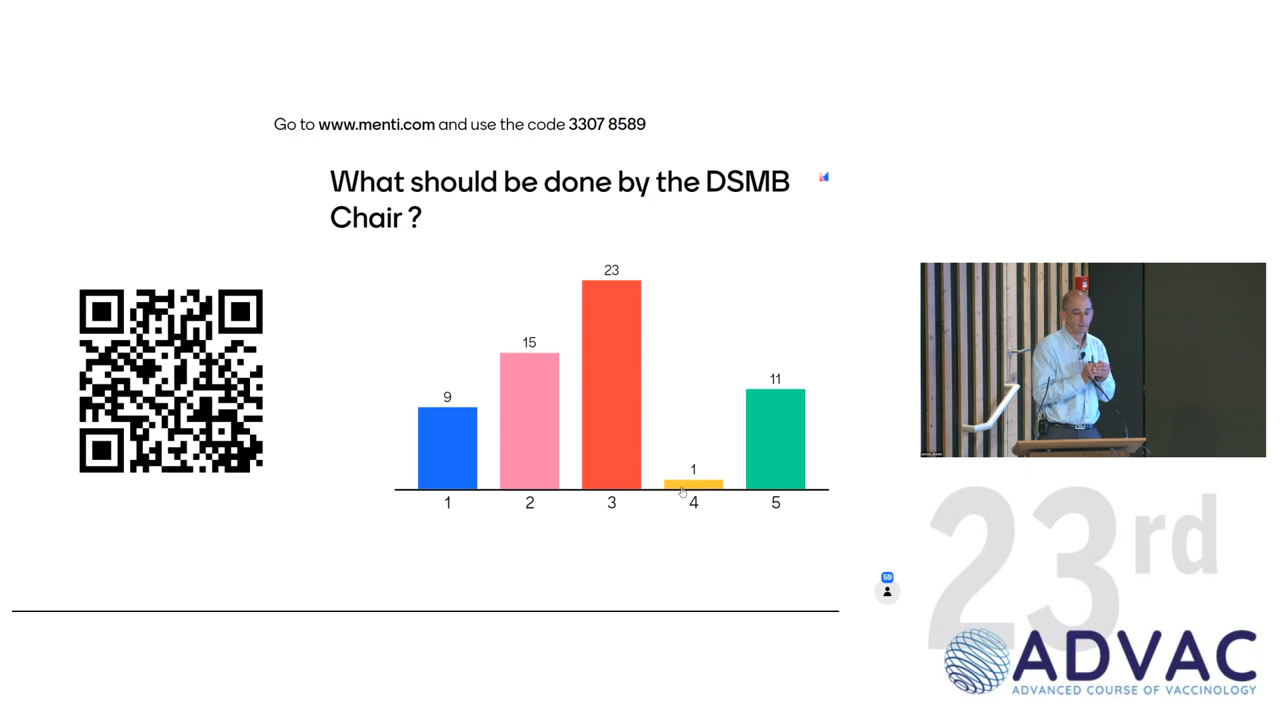 Go to www.menti.com and use the code 3307 8589
What should be done by the DSMB
Chair ?
23
15
11
9
1
1
2
3
4
5
59
23rd
ADVAC
ADVANCED COURSE OF VACCINOLOGY